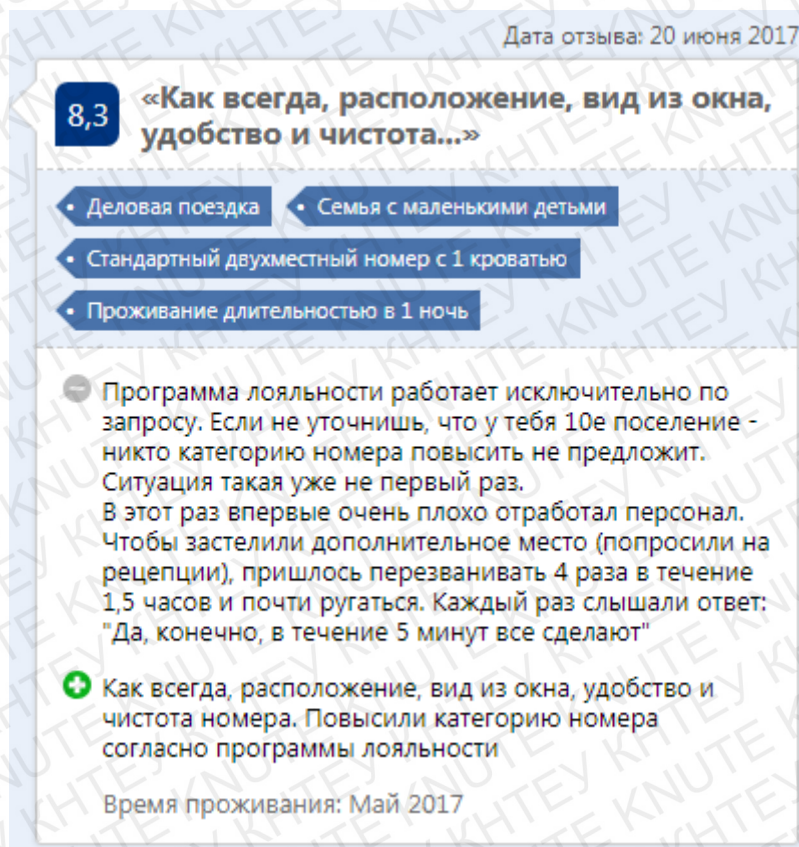 Дата отзыва: 20 июня 2017
8,3
«Как всегда, расположение, вид из окна,
удобство и чистота...»
• Деловая поездка • Семья с маленькими детьми
• Стандартный двухместный номер с 1 кроватью
• Проживание длительностью в 1 ночь
Программа лояльности работает исключительно по
запросу. Если не уточнишь, что у тебя 10е поселение -
никто категорию номера повысить не предложит.
Ситуация такая уже не первый раз.
В этот раз впервые очень плохо отработал персонал.
Чтобы застелили дополнительное место (попросили на
рецепции), пришлось перезванивать 4 раза в течение
1,5 часов и почти ругаться. Каждый раз слышали ответ:
"Да, конечно, в течение 5 минут все сделают"
Как всегда, расположение, вид из окна, удобство и
чистота номера. Повысили категорию номера
согласно программы лояльности
Время проживания: Май 2017